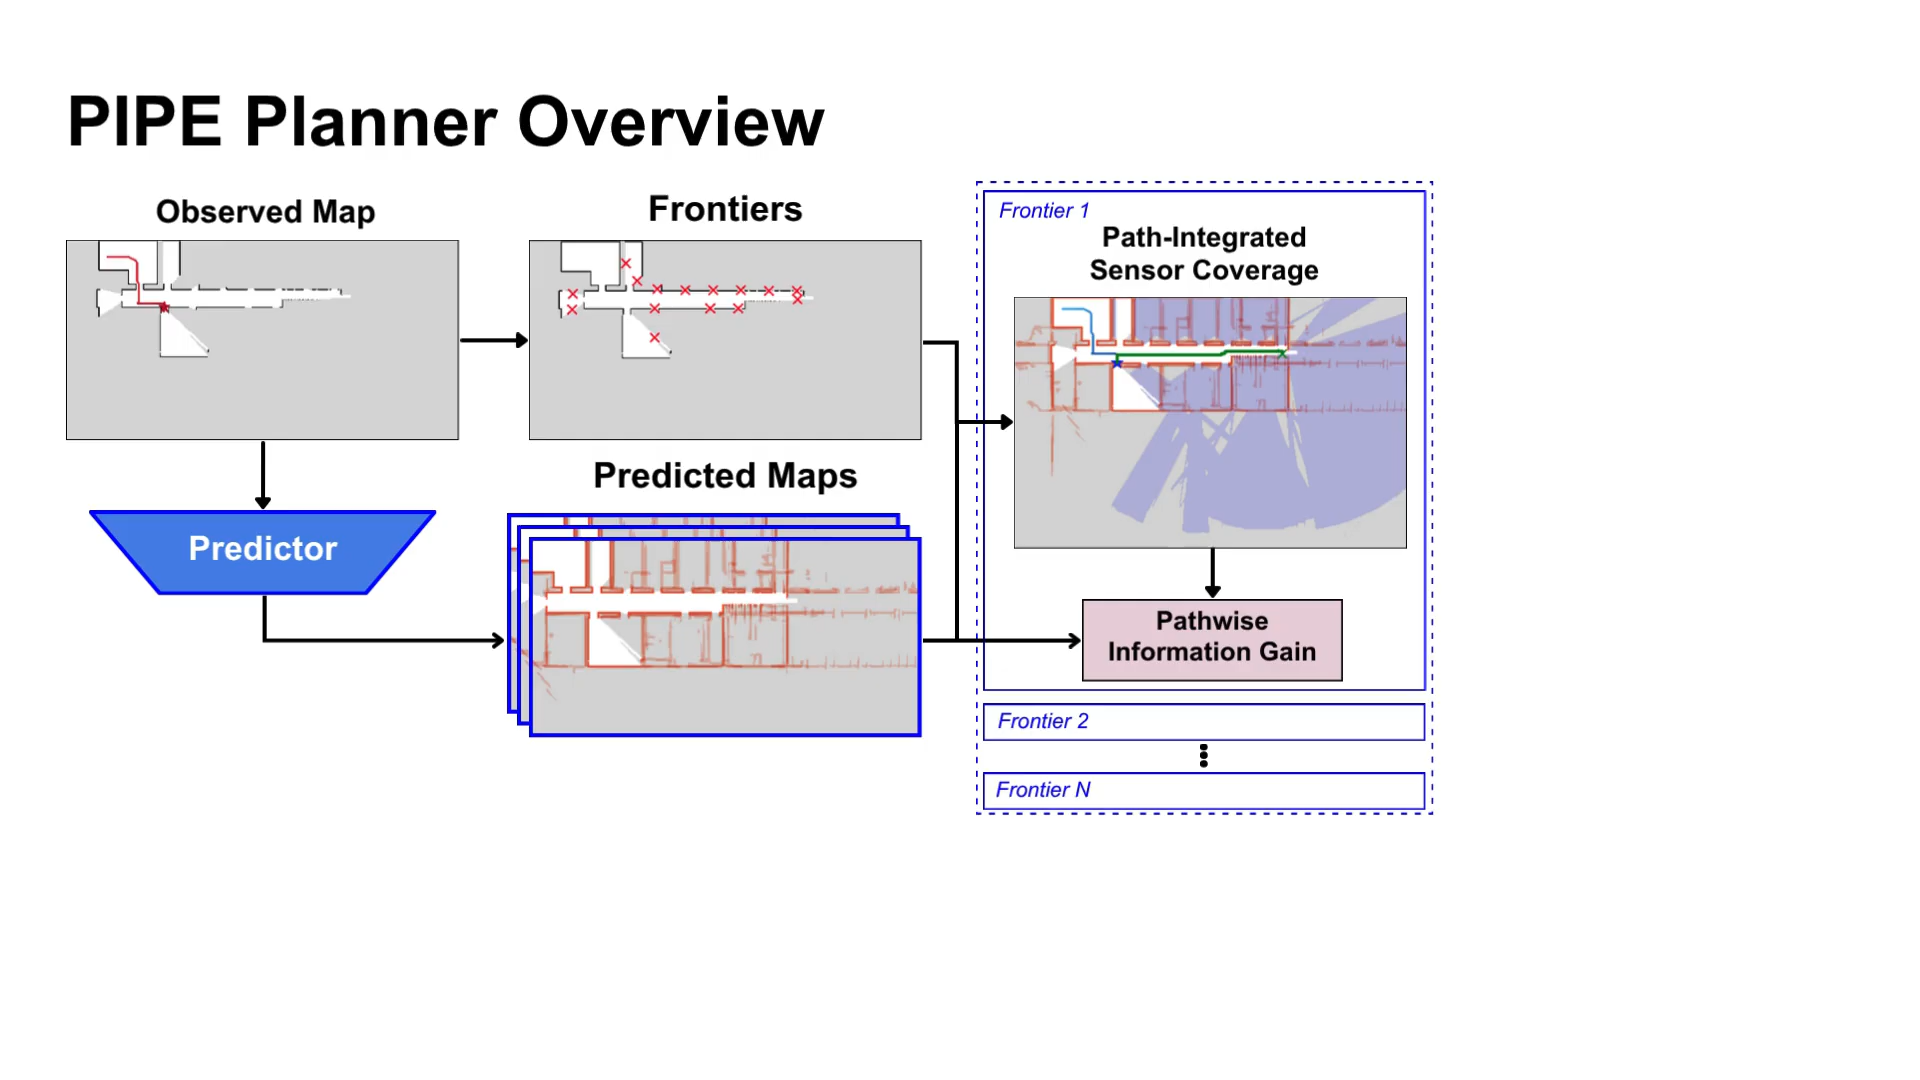 PIPE Planner Overview
Observed Map
Frontiers
Predictor
Predicted Maps
Frontier 1
Path-Integrated
Sensor Coverage
Pathwise
Information Gain
Frontier 2
Frontier N